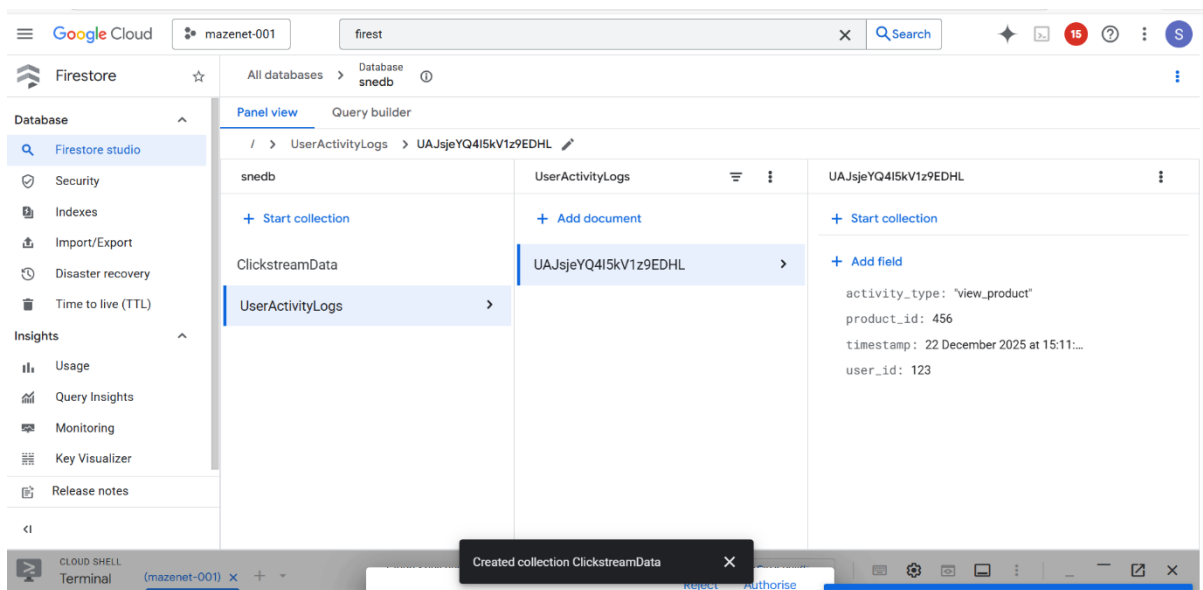 Google Cloud
mazenet-001
firest
Search
15
S
Firestore
All databases
Database
snedb
Database
Firestore studio
Security
Indexes
Import/Export
Disaster recovery
Time to live (TTL)
Insights
Usage
Query Insights
Monitoring
Key Visualizer
Release notes
Panel view
Query builder
/ > UserActivityLogs > UAJsjeYQ4I5kV1z9EDHL
snedb
+ Start collection
ClickstreamData
UserActivityLogs
UserActivityLogs
+ Add document
UAJsjeYQ4I5kV1z9EDHL
UAJsjeYQ4I5kV1z9EDHL
+ Start collection
+ Add field
activity_type: "view_product"
product_id: 456
timestamp: 22 December 2025 at 15:11:...
user_id: 123
Created collection ClickstreamData
CLOUD SHELL
Terminal
(mazenet-001)
Reject
Authorise